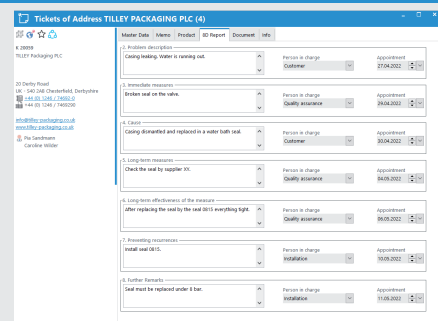 Tickets of Address TILLEY PACKAGING PLC (4)
K 20059
TILLEY Packaging PLC
20 Derby Road
UK - S40 2AB Chesterfield, Derbyshire
+44 (0) 1246 / 74692-0
+44 (0) 1246 / 7469290
info@tilley-packaging.co.uk
www.tilley-packaging.co.uk
Pia Sandmann
Caroline Wilder
Master Data Memo Product 8D Report Document Info
2. Problem description
Casing leaking. Water is running out.
Person in charge Appointment
Customer 27.04.2022
3. Immediate measures
Broken seal on the valve.
Person in charge Appointment
Quality assurance 29.04.2022
4. Cause
Casing dismantled and replaced in a water bath seal.
Person in charge Appointment
Customer 30.04.2022
5. Long-term measures
Check the seal by supplier XY.
Person in charge Appointment
Quality assurance 04.05.2022
6. Long-term effectiveness of the measure
After replacing the seal by the seal 0815 everything tight.
Person in charge Appointment
Quality assurance 06.05.2022
7. Preventing recurrences
Install seal 0815.
Person in charge Appointment
Installation 10.05.2022
8. Further Remarks
Seal must be replaced under 8 bar.
Person in charge Appointment
Installation 11.05.2022